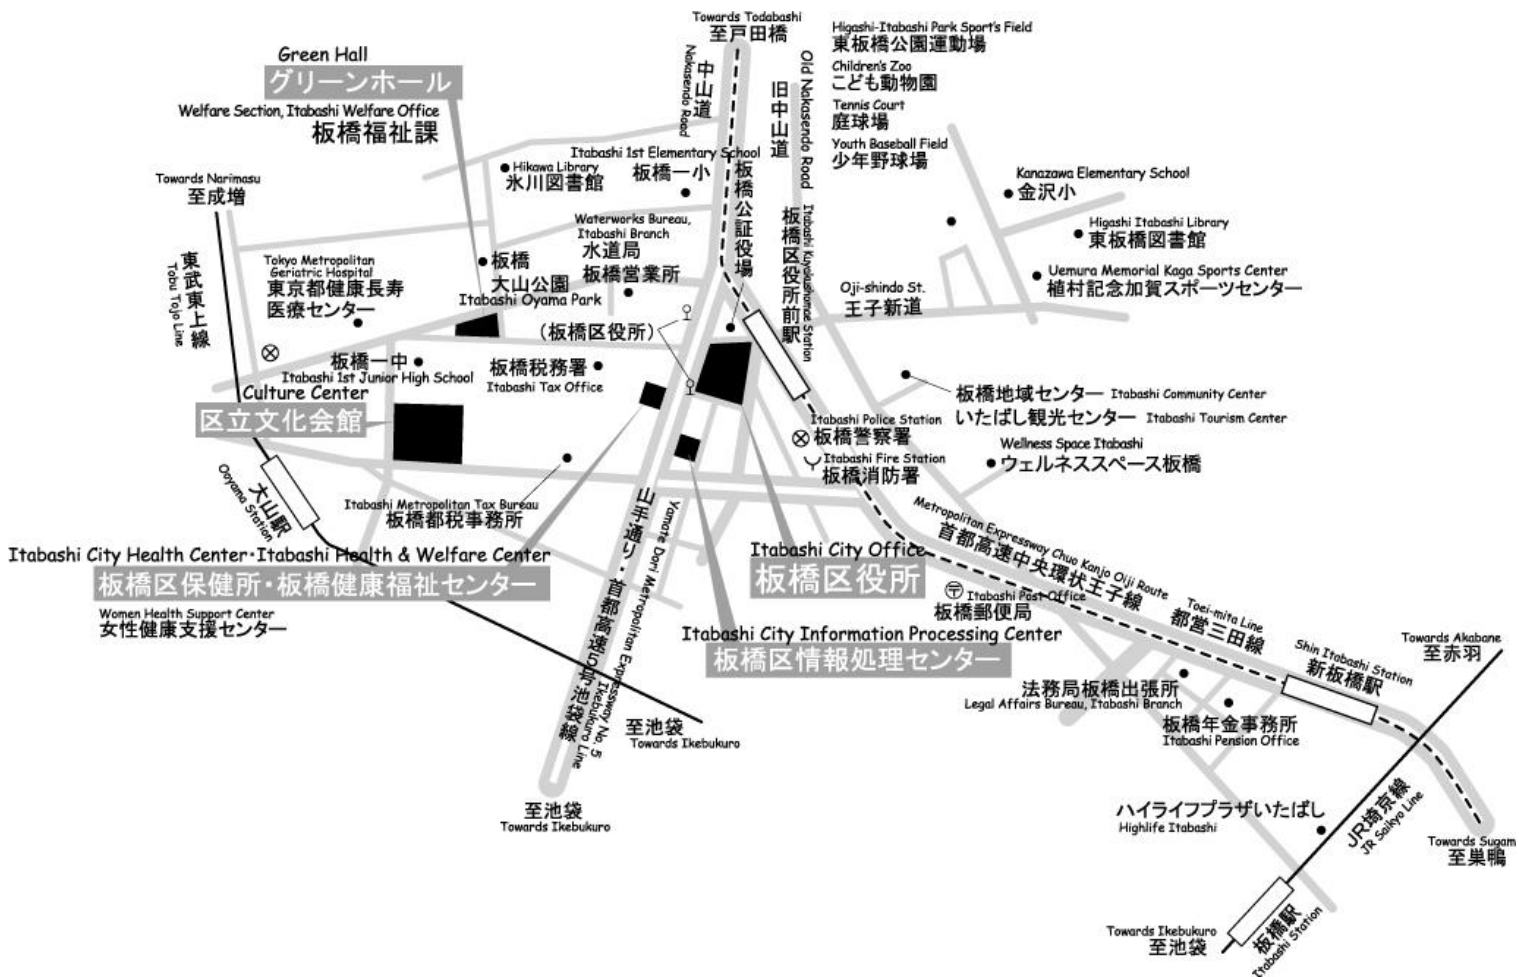 Towards Todabashi
至戸田橋
Green Hall
グリーンホール
Welfare Section, Itabashi Welfare Office
板橋福祉課
中山道
Nakasendo Road
旧中山道
Old Nakasendo Road
Higashi-Itabashi Park Sport's Field
東板橋公園運動場
Children's Zoo
こども動物園
Tennis Court
庭球場
Youth Baseball Field
少年野球場
Kanazawa Elementary School
金沢小
Higashi Itabashi Library
東板橋図書館
Uemura Memorial Kaga Sports Center
植村記念加賀スポーツセンター
Towards Narimasu
至成増
東武東上線
Tobu Tojo Line
Hikawa Library
氷川図書館
Itabashi 1st Elementary School
板橋一小
板橋公証役場
板橋区役所前駅
Itabashi Kuyakushomae Station
Waterworks Bureau,
Itabashi Branch
水道局
板橋営業所
Tokyo Metropolitan
Geriatric Hospital
東京都健康長寿
医療センター
板橋
大山公園
Itabashi Oyama Park
(板橋区役所)
Oji-shindo St.
王子新道
板橋一中
Itabashi 1st Junior High School
板橋税務署
Itabashi Tax Office
Culture Center
区立文化会館
板橋地域センター Itabashi Community Center
いたばし観光センター Itabashi Tourism Center
Itabashi Police Station
板橋警察署
Itabashi Fire Station
板橋消防署
Wellness Space Itabashi
ウェルネススペース板橋
大山駅
Ooyama Station
Itabashi Metropolitan Tax Bureau
板橋都税事務所
山手通り・首都高速5号池袋線
Yamate Dori Metropolitan Expressway No. 5
Ikebukuro Line
Itabashi City Health Center・Itabashi Health & Welfare Center
板橋区保健所・板橋健康福祉センター
Women Health Support Center
女性健康支援センター
Itabashi City Office
板橋区役所
Itabashi Post Office
板橋郵便局
Itabashi City Information Processing Center
板橋区情報処理センター
Metropolitan Expressway Chuo Kanjo Oiji Route
首都高速中央環状王子線
Toei-mita Line
都営三田線
Shin Itabashi Station
新板橋駅
Towards Akabane
至赤羽
法務局板橋出張所
Legal Affairs Bureau, Itabashi Branch
板橋年金事務所
Itabashi Pension Office
至池袋
Towards Ikebukuro
至池袋
Towards Ikebukuro
ハイライフプラザいたばし
Highlife Itabashi
JR埼京線
JR Saikyo Line
Towards Sugam
至巣鴨
Towards Ikebukuro
至池袋
板橋駅
Itabashi Station